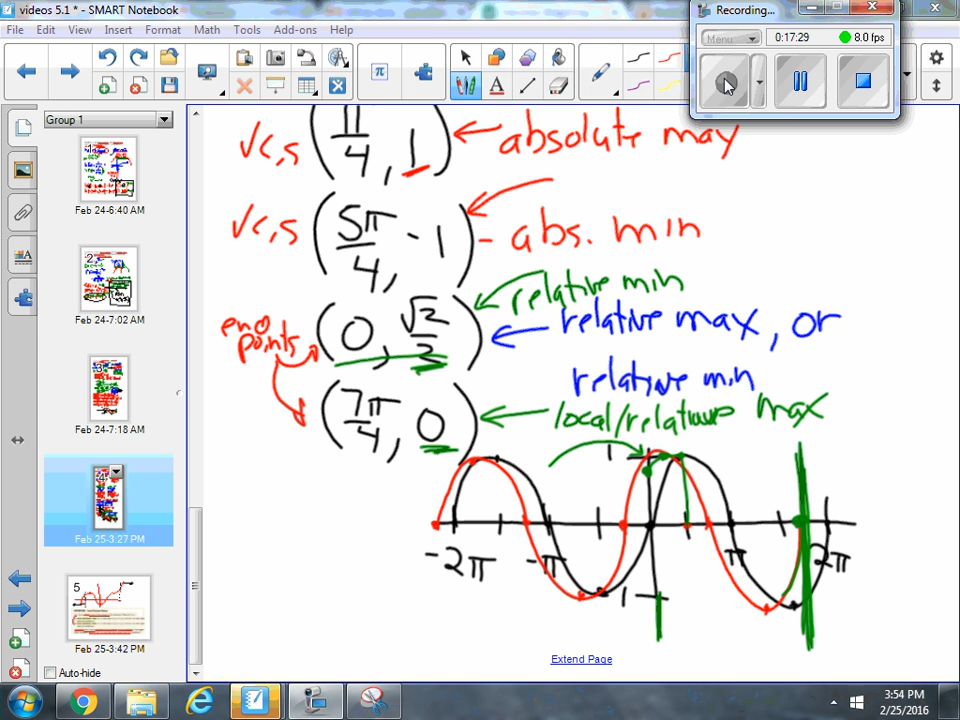 videos 5.1 * - SMART Notebook
Recording...
File Edit View Insert Format Math Tools Add-ons Help
Menu
0:17:29
8.0 fps
π
A
Group 1
Feb 24-6:40 AM
Feb 24-7:02 AM
Feb 24-7:18 AM
Feb 25-3:27 PM
5
Feb 25-3:42 PM
Auto-hide
√c,s (π/4, 1) ← absolute max
√c,s (5π/4, -1) - abs. min
relative min
end points (0, √2/2) ← relative max, or
relative min
(7π/4, 0) ← local/relative max
1
-2π -π π 2π
1
Extend Page
3:54 PM
2/25/2016